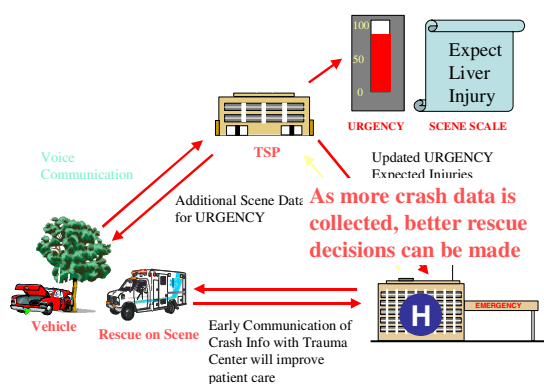 100
50
0
Expect
Liver
Injury
URGENCY
SCENE SCALE
TSP
Voice
Communication
Updated URGENCY
Expected Injuries
Additional Scene Data
for URGENCY
As more crash data is
collected, better rescue
decisions can be made
Vehicle
Rescue on Scene
H
EMERGENCY
Early Communication of
Crash Info with Trauma
Center will improve
patient care